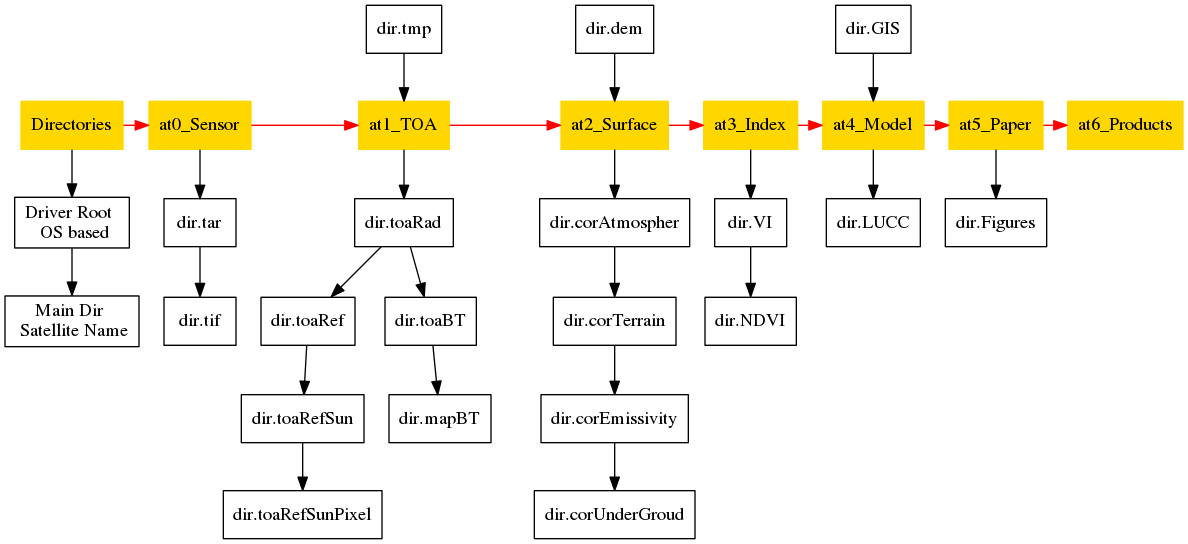 dir.tmp
dir.dem
dir.GIS
Directories
at0_Sensor
at1_TOA
at2_Surface
at3_Index
at4_Model
at5_Paper
at6_Products
Driver Root
OS based
dir.tar
dir.toaRad
dir.corAtmospher
dir.VI
dir.LUCC
dir.Figures
Main Dir
Satellite Name
dir.tif
dir.toaRef
dir.toaBT
dir.corTerrain
dir.NDVI
dir.toaRefSun
dir.mapBT
dir.corEmissivity
dir.toaRefSunPixel
dir.corUnderGroud